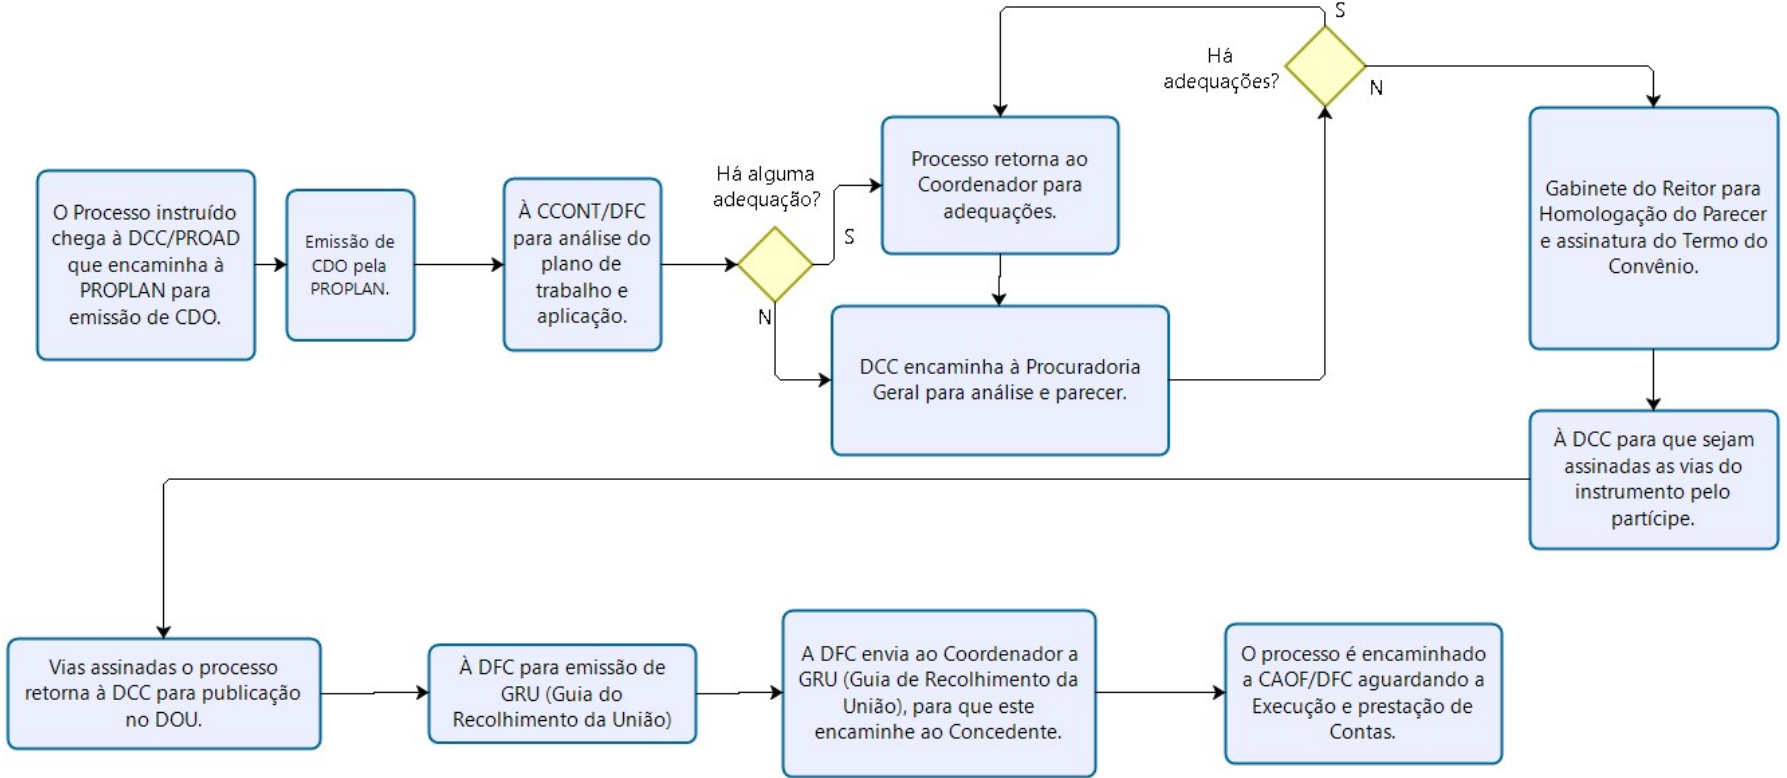 O Processo instruído
chega à DCC/PROAD
que encaminha à
PROPLAN para
emissão de CDO.
Emissão de
CDO pela
PROPLAN.
À CCONT/DFC
para análise do
plano de
trabalho e
aplicação.
Há alguma
adequação?
S
N
Processo retorna ao
Coordenador para
adequações.
DCC encaminha à Procuradoria
Geral para análise e parecer.
Há
adequações?
S
N
Gabinete do Reitor para
Homologação do Parecer
e assinatura do Termo do
Convênio.
À DCC para que sejam
assinadas as vias do
instrumento pelo
partícipe.
Vias assinadas o processo
retorna à DCC para publicação
no DOU.
À DFC para emissão de
GRU (Guia do
Recolhimento da União)
A DFC envia ao Coordenador a
GRU (Guia de Recolhimento da
União), para que este
encaminhe ao Concedente.
O processo é encaminhado
a CAOF/DFC aguardando a
Execução e prestação de
Contas.